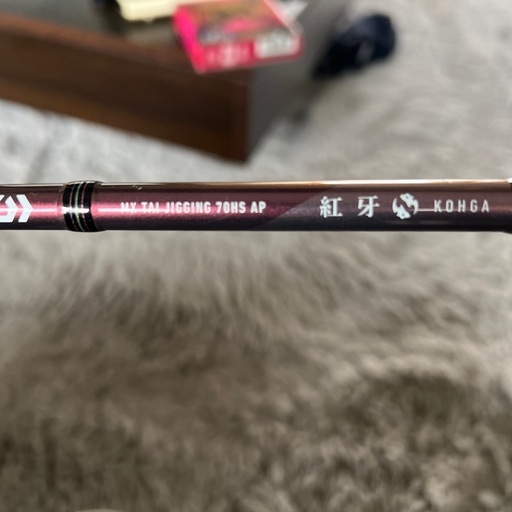 MX TAI JIGGING 70HS AP 紅牙 KOHGA